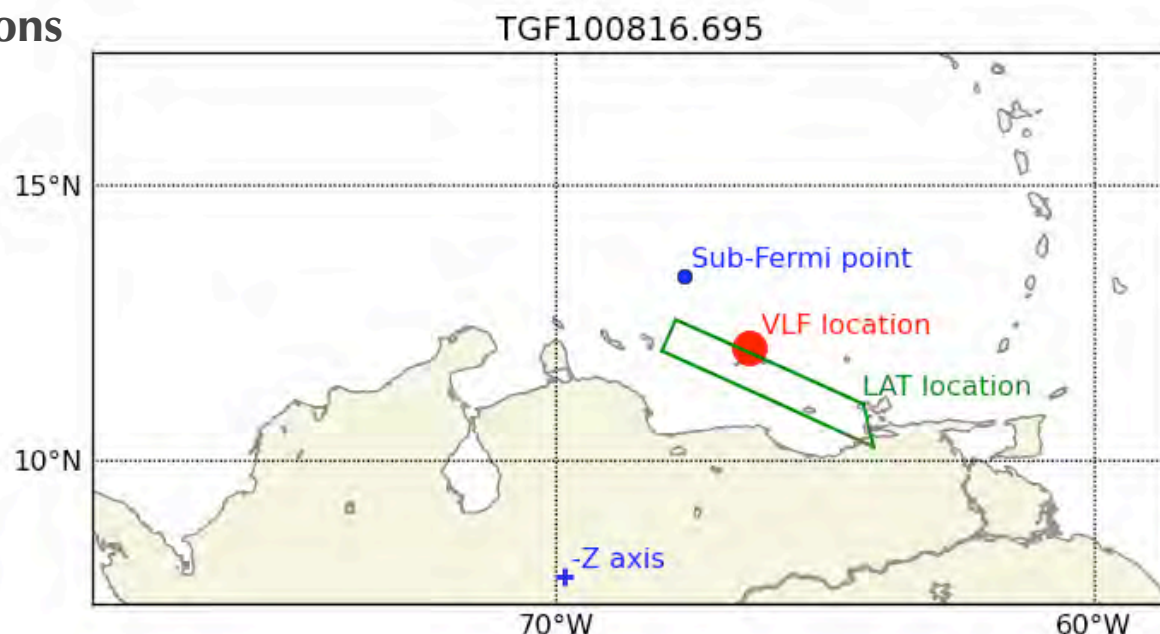 ons
TGF100816.695
15°N
Sub-Fermi point
VLF location
LAT location
10°N
-Z axis
70°W
60°W